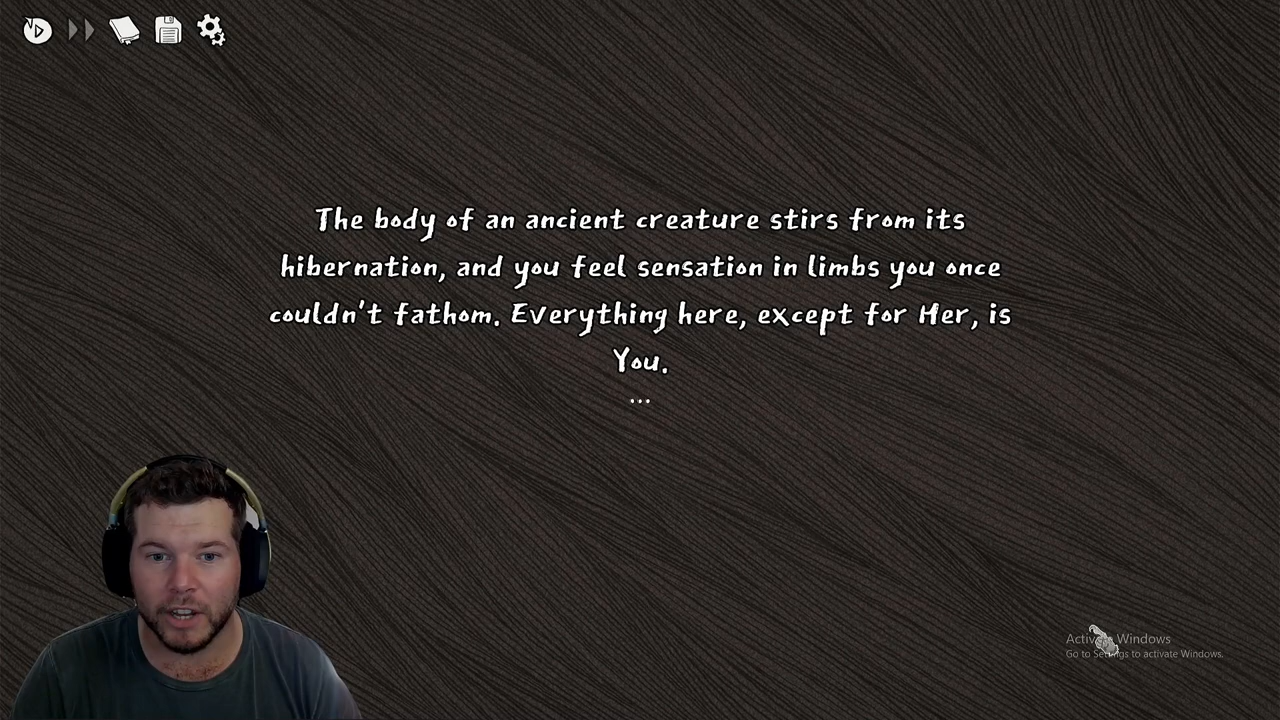 The body of an ancient creature stirs from its
hibernation, and you feel sensation in limbs you once
couldn't fathom. Everything here, except for Her, is
You.
...
Activate Windows
Go to Settings to activate Windows.